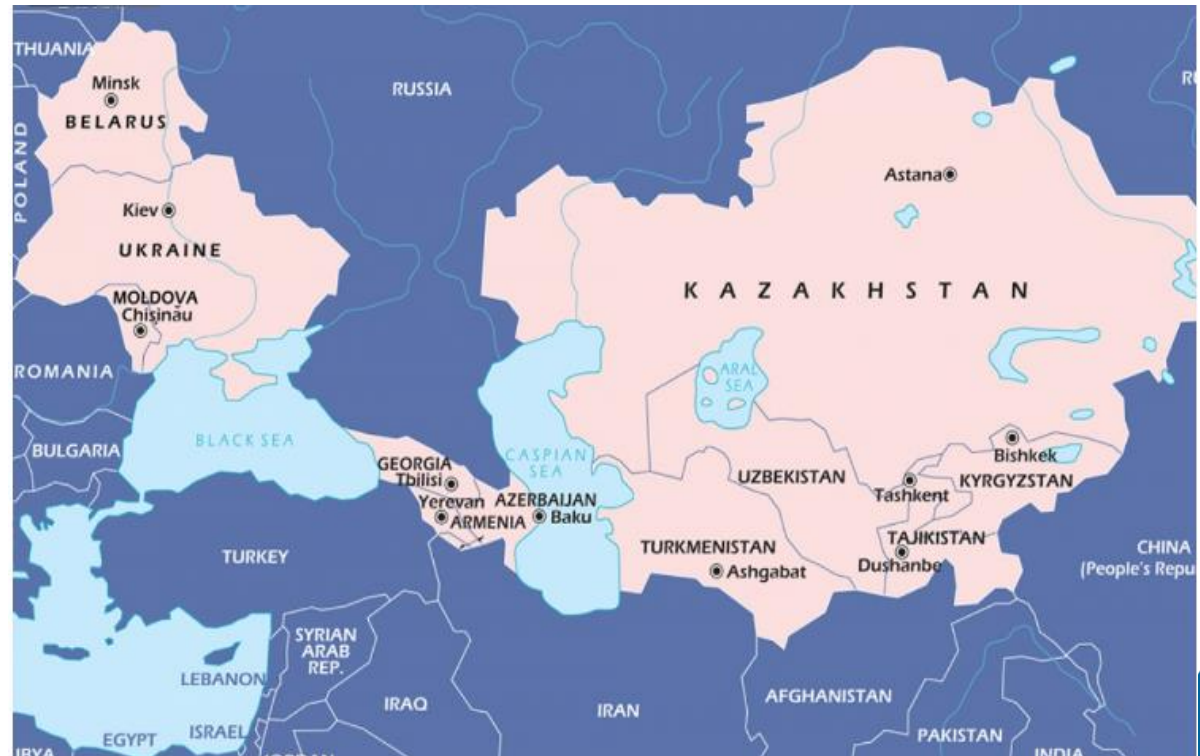 THUANIA
Minsk
BELARUS
POLAND
RUSSIA
Kiev
UKRAINE
MOLDOVA
Chisinau
ROMANIA
BULGARIA
BLACK SEA
GEORGIA
Tbilisi
Yerevan
ARMENIA
AZERBAIJAN
Baku
CASPIAN
SEA
Astana
KAZAKHSTAN
ARAL
SEA
UZBEKISTAN
Bishkek
KYRGYZSTAN
Tashkent
TAJIKISTAN
Dushanbe
TURKMENISTAN
Ashgabat
CHINA
(People's Repu
TURKEY
SYRIAN
ARAB
REP.
LEBANON
ISRAEL
EGYPT
IRAQ
IRAN
AFGHANISTAN
PAKISTAN